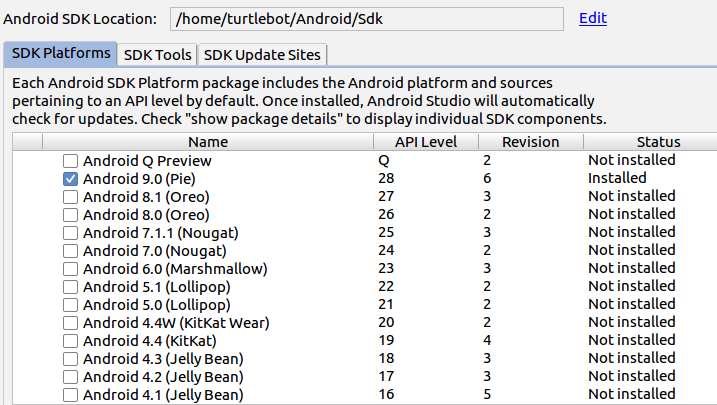 Android SDK Location: /home/turtlebot/Android/Sdk Edit
SDK Platforms SDK Tools SDK Update Sites
Each Android SDK Platform package includes the Android platform and sources
pertaining to an API level by default. Once installed, Android Studio will automatically
check for updates. Check "show package details" to display individual SDK components.
Name API Level Revision Status
Android Q Preview Q 2 Not installed
Android 9.0 (Pie) 28 6 Installed
Android 8.1 (Oreo) 27 3 Not installed
Android 8.0 (Oreo) 26 2 Not installed
Android 7.1.1 (Nougat) 25 3 Not installed
Android 7.0 (Nougat) 24 2 Not installed
Android 6.0 (Marshmallow) 23 3 Not installed
Android 5.1 (Lollipop) 22 2 Not installed
Android 5.0 (Lollipop) 21 2 Not installed
Android 4.4W (KitKat Wear) 20 2 Not installed
Android 4.4 (KitKat) 19 4 Not installed
Android 4.3 (Jelly Bean) 18 3 Not installed
Android 4.2 (Jelly Bean) 17 3 Not installed
Android 4.1 (Jelly Bean) 16 5 Not installed